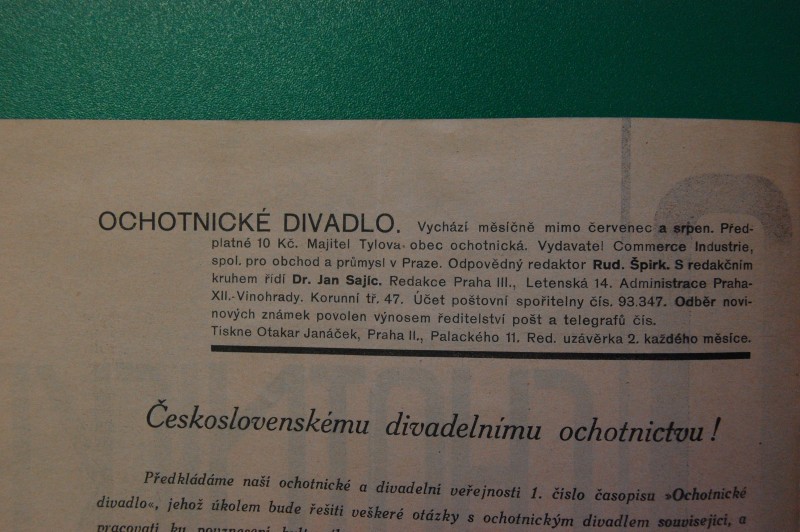 OCHOTNICKÉ DIVADLO. Vychází měsíčně mimo červenec a srpen. Před-
platné 10 Kč. Majitel Tylova obec ochotnická. Vydavatel Commerce Industrie,
spol. pro obchod a průmysl v Praze. Odpovědný redaktor Rud. Špirk. S redakčním
kruhem řídí Dr. Jan Sajíc. Redakce Praha III., Letenská 14. Administrace Praha-
XII.-Vinohrady. Korunní tř. 47. Účet poštovní spořitelny čís. 93.347. Odběr novi-
nových známek povolen výnosem ředitelství pošt a telegrafů čís.
Tiskne Otakar Janáček, Praha II., Palackého 11. Red. uzávěrka 2. každého měsíce.
Československému divadelnímu ochotnictvu!
Předkládáme naší ochotnické a divadelní veřejnosti 1. číslo časopisu »Ochotnické
divadlo«, jehož úkolem bude řešiti veškeré otázky s ochotnickým divadlem souvisejíci, a
pracovati ku